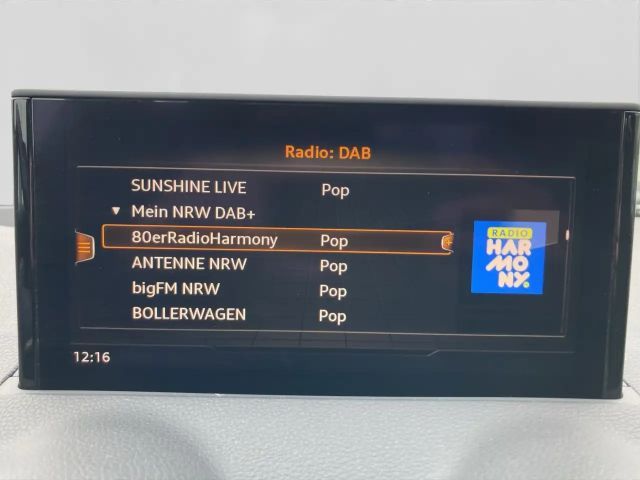 Radio: DAB
SUNSHINE LIVE Pop
▼ Mein NRW DAB+
80erRadioHarmony Pop
ANTENNE NRW Pop
bigFM NRW Pop
BOLLERWAGEN Pop
RADIO
HAR
MO
NY.
12:16